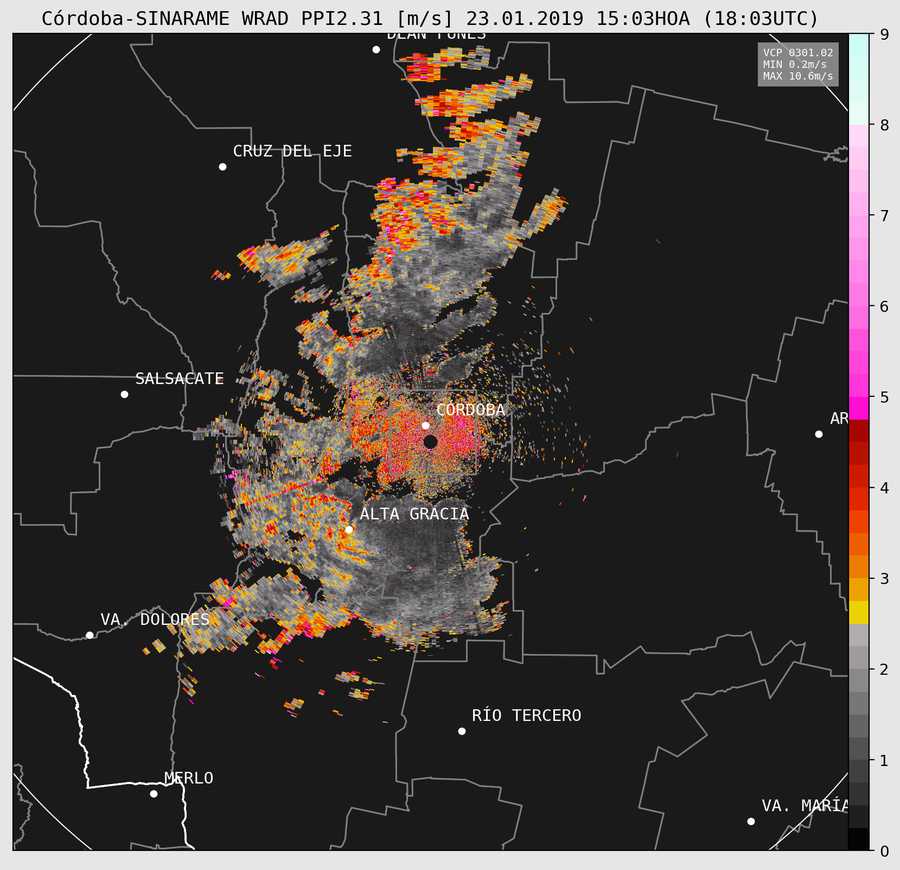 Córdoba-SINARAME WRAD PPI2.31 [m/s] 23.01.2019 15:03HOA (18:03UTC)
DEAN FUNES
VCP 0301.02
MIN 0.2m/s
MAX 10.6m/s
CRUZ DEL EJE
SALSACATE
CÓRDOBA
AR
ALTA GRACIA
VA. DOLORES
RÍO TERCERO
MERLO
VA. MARÍA
9
8
7
6
5
4
3
2
1
0